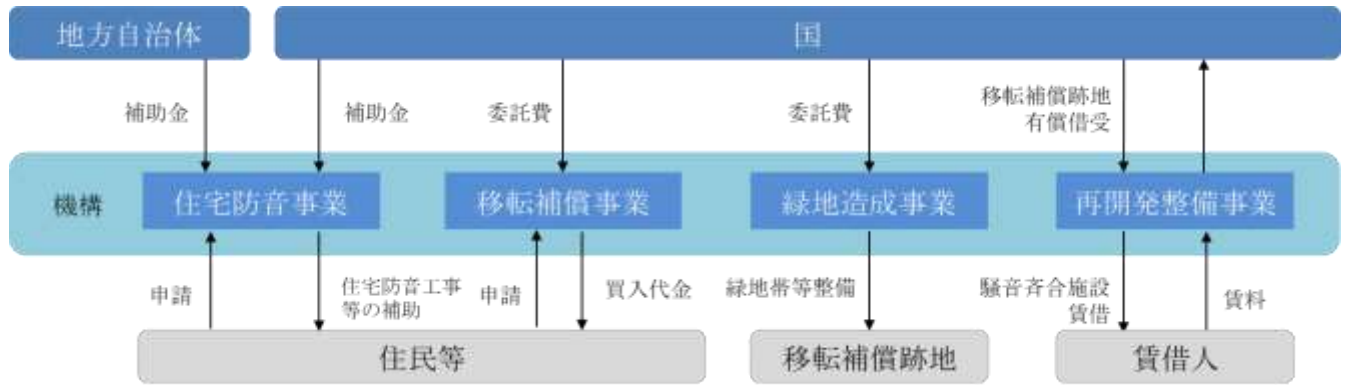 地方自治体
国
補助金
補助金
委託費
委託費
移転補償跡地
有償借受
機構
住宅防音事業
移転補償事業
緑地造成事業
再開発整備事業
申請
住宅防音工事
等の補助
申請
買入代金
緑地帯等整備
騒音斉合施設
賃借
賃料
住民等
移転補償跡地
賃借人